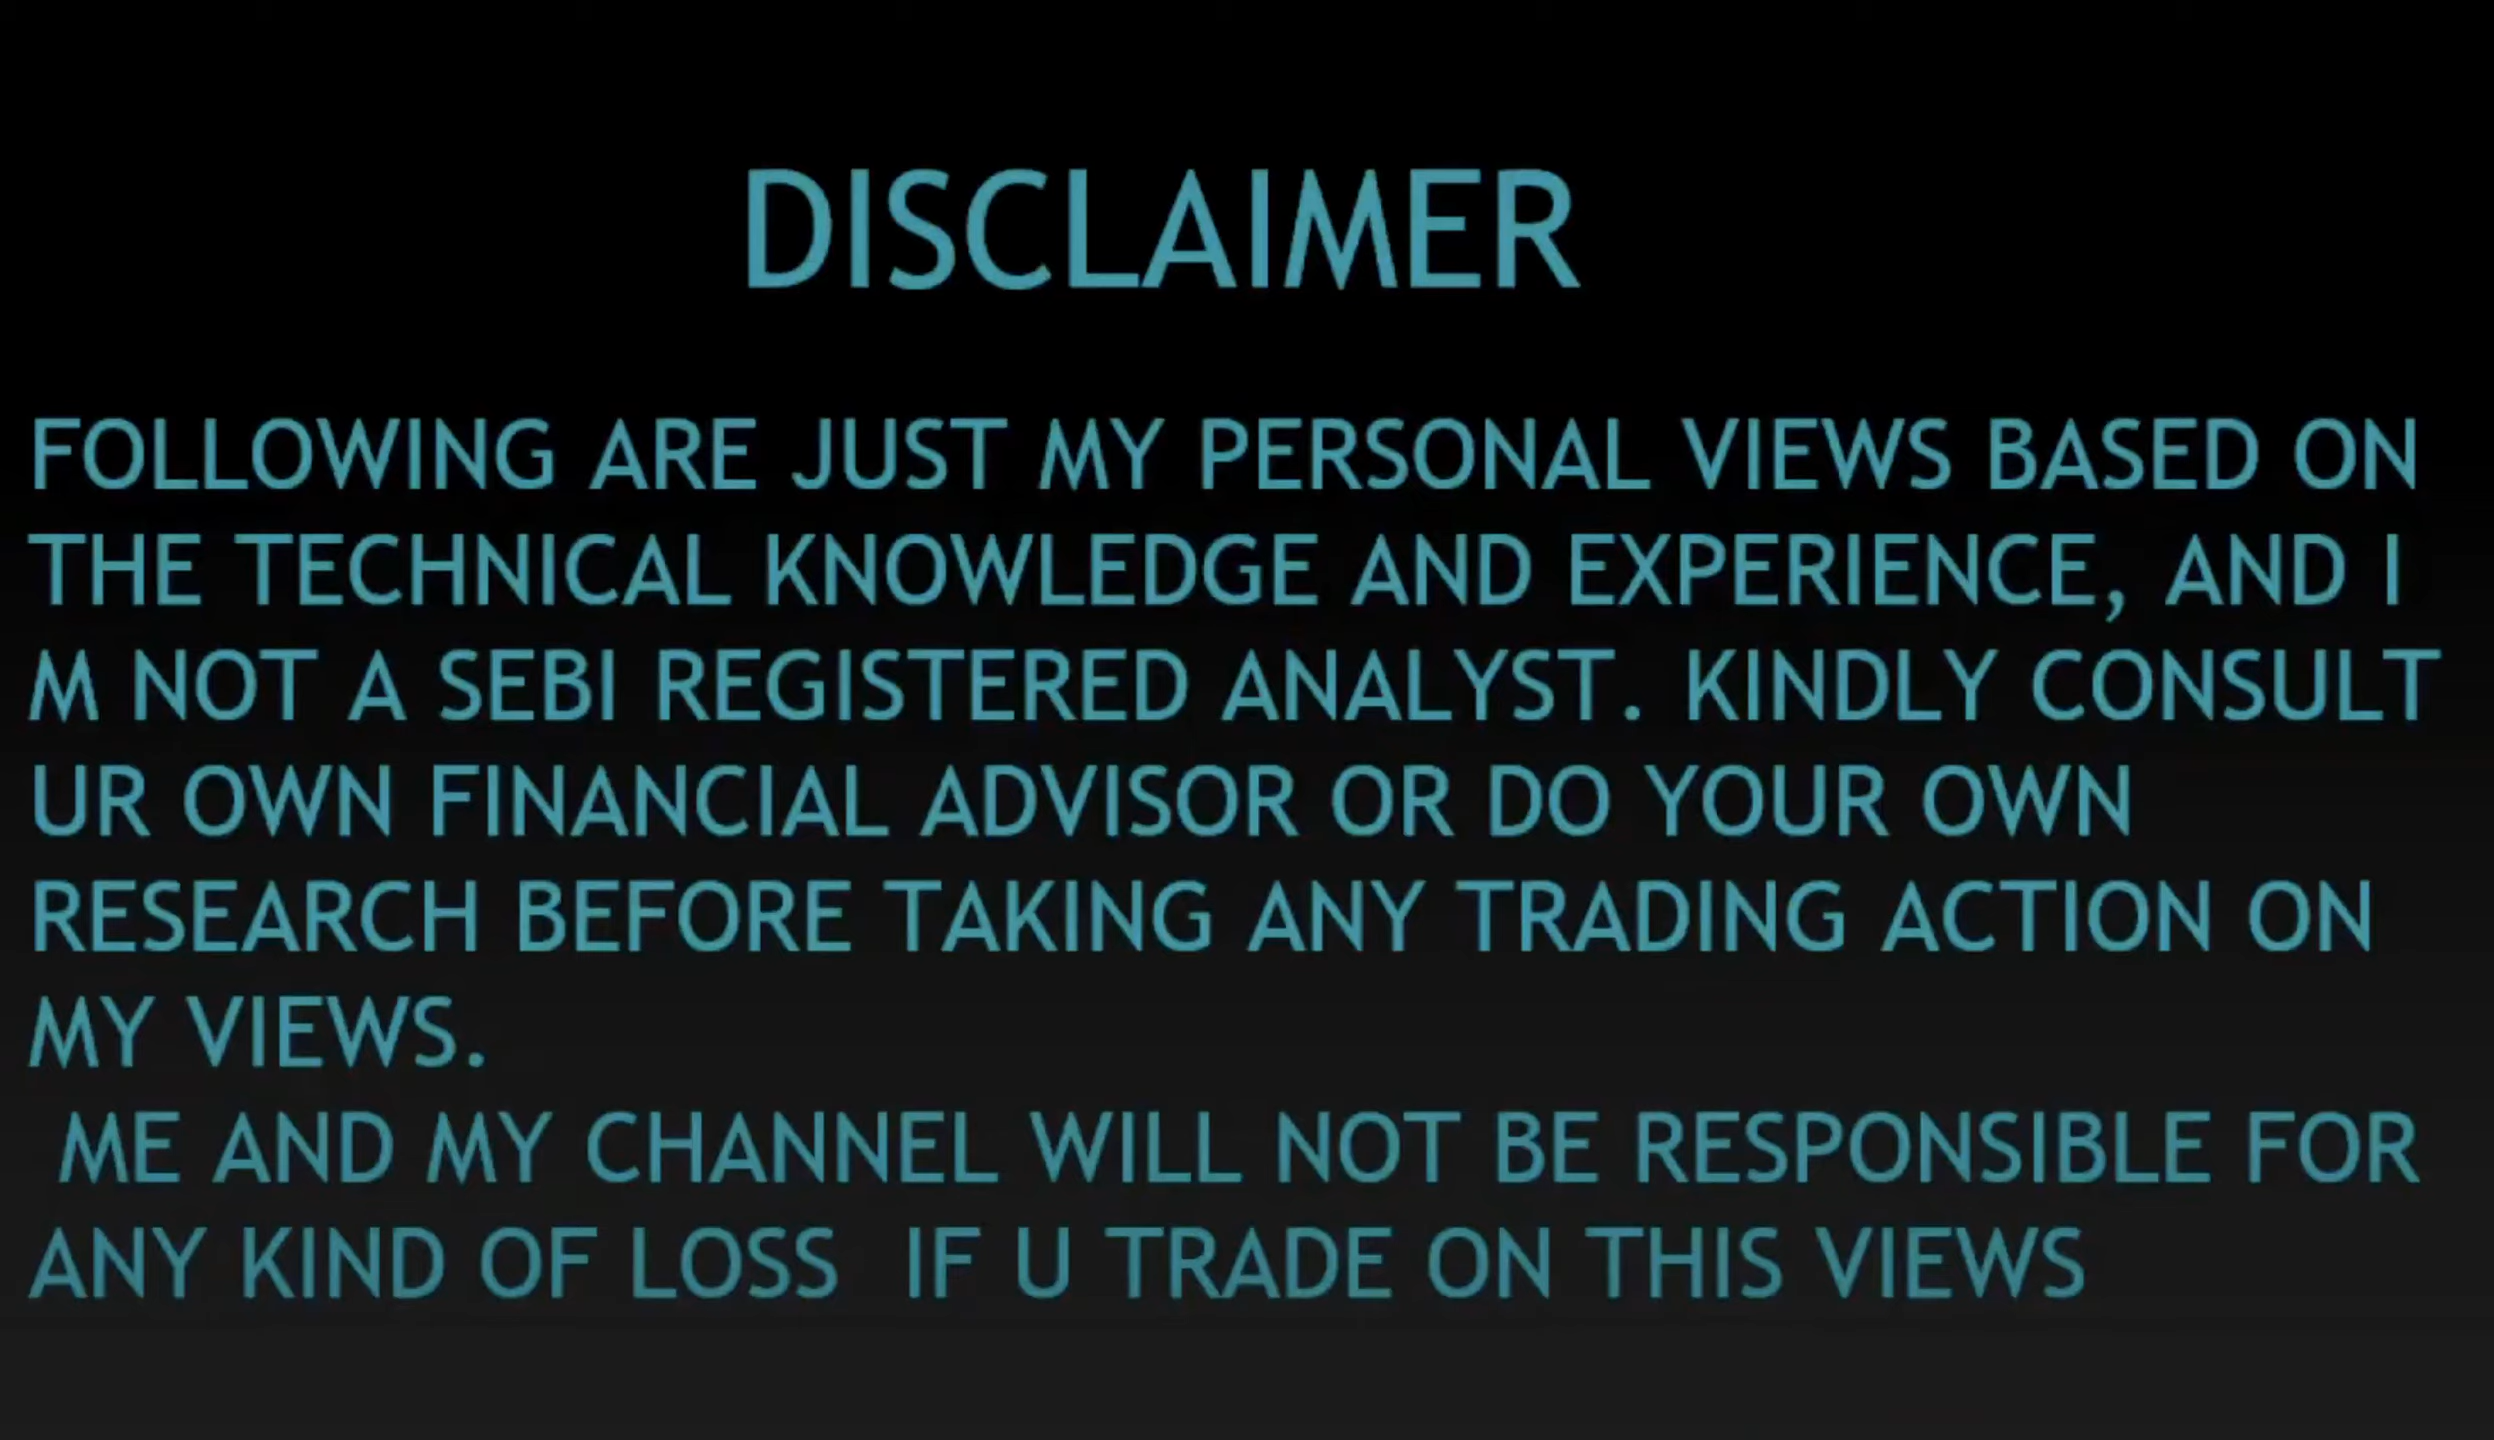 DISCLAIMER
FOLLOWING ARE JUST MY PERSONAL VIEWS BASED ON
THE TECHNICAL KNOWLEDGE AND EXPERIENCE, AND I
M NOT A SEBI REGISTERED ANALYST. KINDLY CONSULT
UR OWN FINANCIAL ADVISOR OR DO YOUR OWN
RESEARCH BEFORE TAKING ANY TRADING ACTION ON
MY VIEWS.
ME AND MY CHANNEL WILL NOT BE RESPONSIBLE FOR
ANY KIND OF LOSS  IF U TRADE ON THIS VIEWS